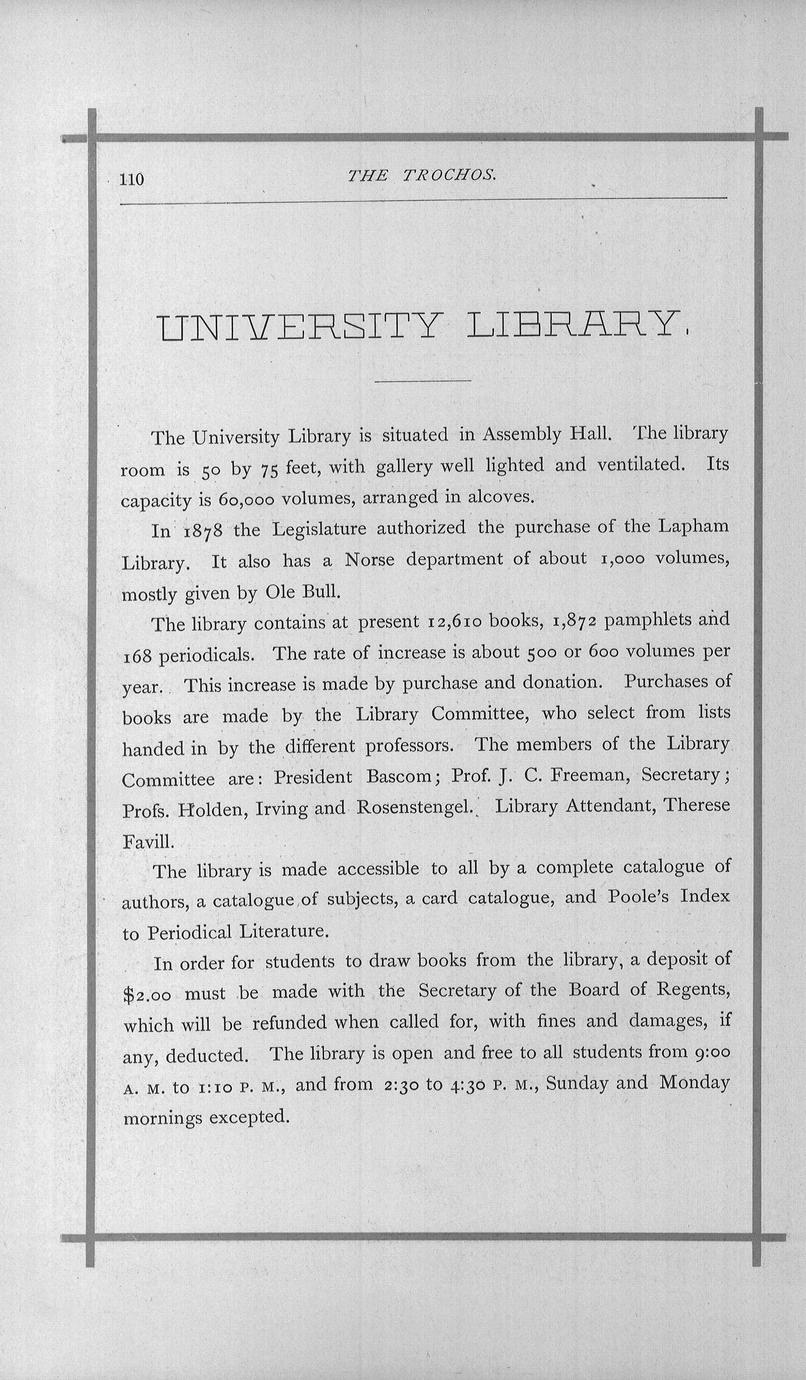 110
THE TROCHOS.
UNIVERSITY LIBRARY.
The University Library is situated in Assembly Hall. The library
room is 50 by 75 feet, with gallery well lighted and ventilated. Its
capacity is 60,000 volumes, arranged in alcoves.
In 1878 the Legislature authorized the purchase of the Lapham
Library. It also has a Norse department of about 1,000 volumes,
mostly given by Ole Bull.
The library contains at present 12,610 books, 1,872 pamphlets and
168 periodicals. The rate of increase is about 500 or 600 volumes per
year. This increase is made by purchase and donation. Purchases of
books are made by the Library Committee, who select from lists
handed in by the different professors. The members of the Library
Committee are: President Bascom; Prof. J. C. Freeman, Secretary;
Profs. Holden, Irving and Rosenstengel. Library Attendant, Therese
Favill.
The library is made accessible to all by a complete catalogue of
authors, a catalogue of subjects, a card catalogue, and Poole's Index
to Periodical Literature.
In order for students to draw books from the library, a deposit of
$2.00 must be made with the Secretary of the Board of Regents,
which will be refunded when called for, with fines and damages, if
any, deducted. The library is open and free to all students from 9:00
A. M. to 1:10 P. M., and from 2:30 to 4:30 P. M., Sunday and Monday
mornings excepted.